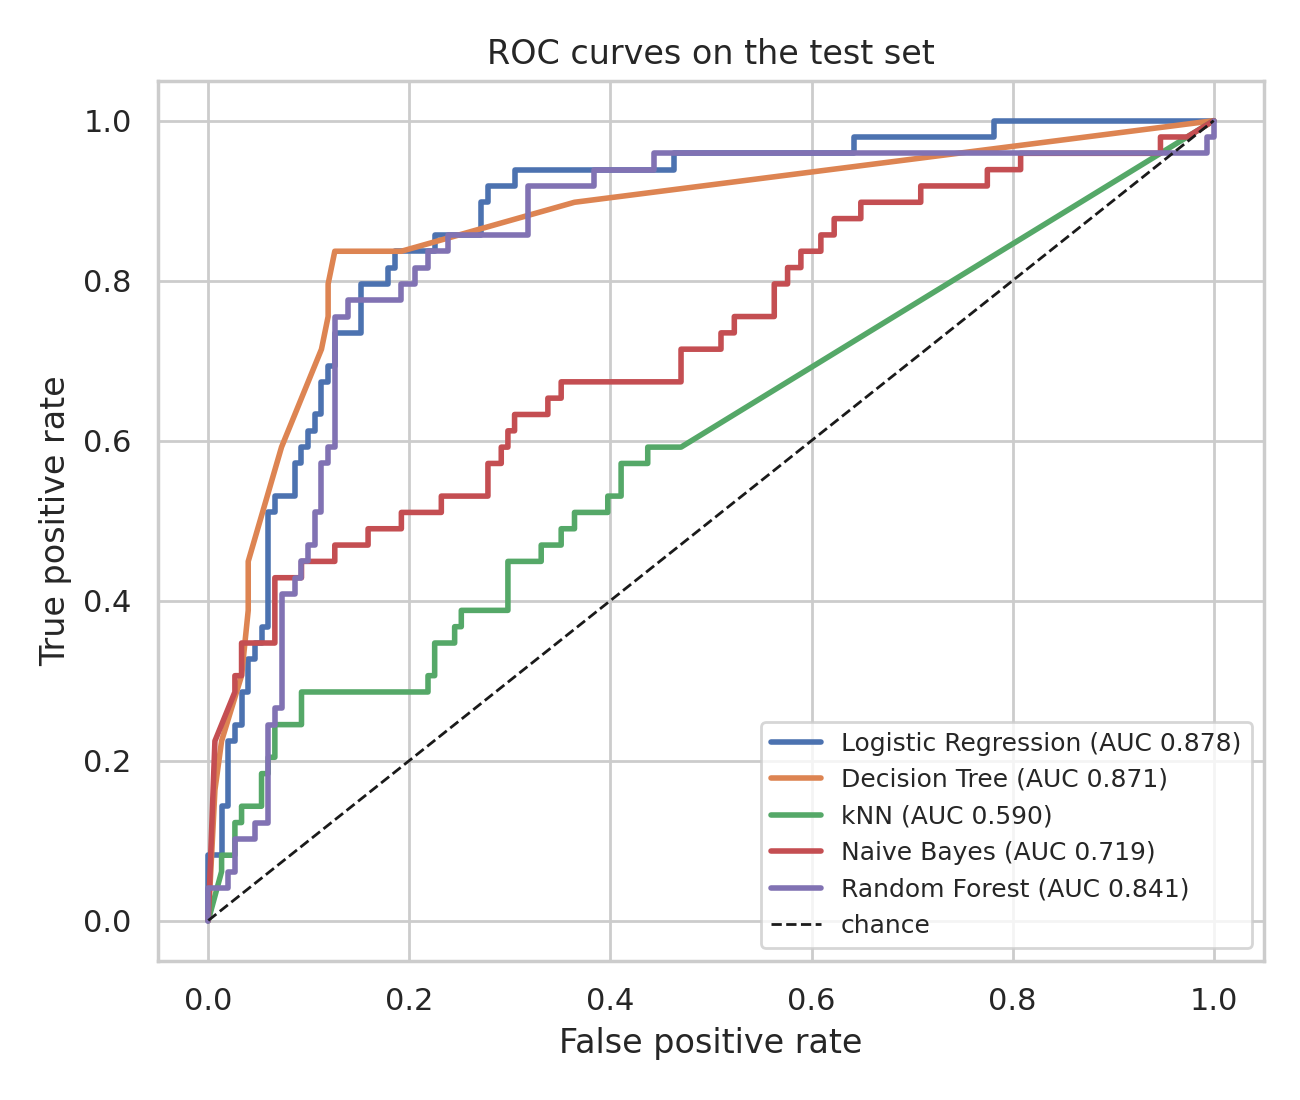 ROC curves on the test set
1.0
0.8
0.6
0.4
0.2
0.0
True positive rate
0.0 0.2 0.4 0.6 0.8 1.0
False positive rate
Logistic Regression (AUC 0.878)
Decision Tree (AUC 0.871)
kNN (AUC 0.590)
Naive Bayes (AUC 0.719)
Random Forest (AUC 0.841)
chance